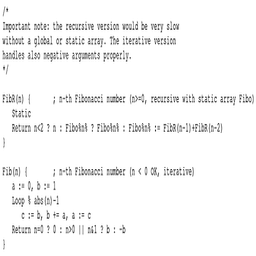 /*
Important note: the recursive version would be very slow
without a global or static array. The iterative version
handles also negative arguments properly.
*/
FibR(n) {       ; n-th Fibonacci number (n>=0, recursive with static array Fibo)
   Static
   Return n<2 ? n : Fibo%n% ? Fibo%n% : Fibo%n% := FibR(n-1)+FibR(n-2)
}
Fib(n) {        ; n-th Fibonacci number (n < 0 OK, iterative)
   a := 0, b := 1
   Loop % abs(n)-1
      c := b, b += a, a := c
   Return n=0 ? 0 : n>0 || n&1 ? b : -b
}